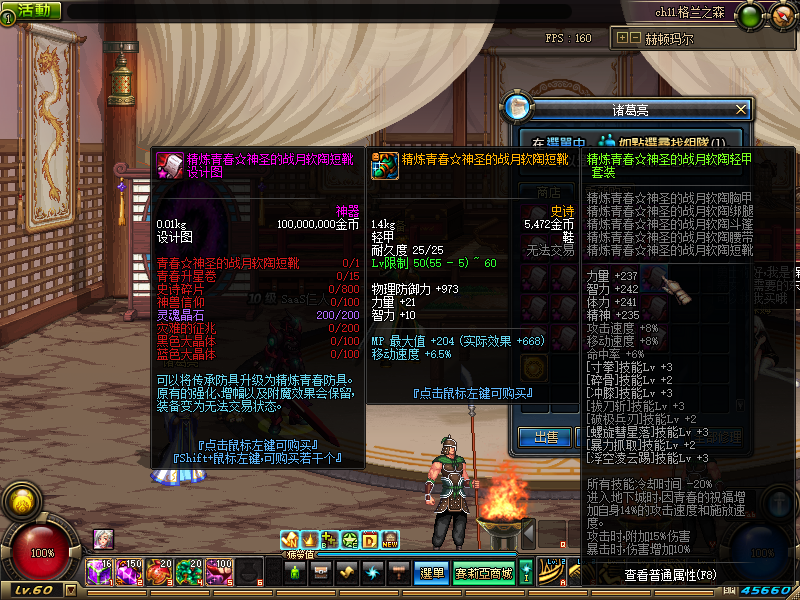 活動
ch11.格兰之森
FPS : 160
赫顿玛尔
诸葛亮
精炼青春☆神圣的战月软陶短靴
设计图
神器
0.01kg
100,000,000金币
设计图
青春☆神圣的战月软陶短靴 0/1
青春升星卷 0/15
史诗碎片 0/800
神兽信仰 0/100
灵魂晶石 200/200
灾难的征兆 0/200
黑色大晶体 0/100
蓝色大晶体 0/100
可以将传承防具升级为精炼青春防具。
原有的强化,增幅以及附魔效果会保留,
装备变为无法交易状态。
『点击鼠标左键可购买』
『Shift+鼠标左键,可购买若干个』
精炼青春☆神圣的战月软陶短靴
史诗
1.4kg
5,472金币
轻甲
鞋
耐久度 25/25
无法交易
Lv限制 50(55 - 5) ~ 60
物理防御力 +973
力量 +21
智力 +10
MP 最大值 +204 (实际效果 +668)
移动速度 +6.5%
『点击鼠标左键可购买』
精炼青春☆神圣的战月软陶轻甲
套装
精炼青春☆神圣的战月软陶胸甲
精炼青春☆神圣的战月软陶绑腿
精炼青春☆神圣的战月软陶斗蓬
精炼青春☆神圣的战月软陶腰带
精炼青春☆神圣的战月软陶短靴
力量 +237
智力 +242
体力 +241
精神 +235
攻击速度 +8%
移动速度 +8%
命中率 +6%
[寸拳]技能Lv +3
[碎骨]技能Lv +2
[冲膝]技能Lv +3
[拔刀斩]技能Lv +3
[破极兵刃]技能Lv +2
[螺旋彗星落]技能Lv +3
[暴力抓取]技能Lv +2
[浮空凌云踢]技能Lv +3
所有技能冷却时间 -20%
进入地下城时,因青春的祝福增
加自身14%的攻击速度和施放速
度。
攻击时,附加15%伤害
暴击时,伤害增加10%
查看普通属性(F8)
商店
出售
100%
100%
疲劳值
150
20
20
100
選單
賽莉亞商城
Lv.60
45660